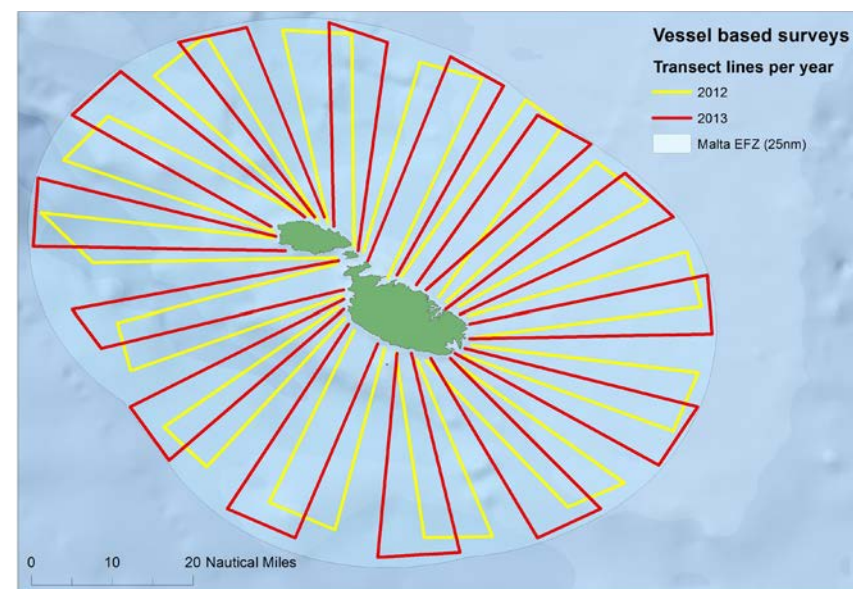 Vessel based surveys
Transect lines per year
2012
2013
Malta EFZ (25nm)
0 10 20 Nautical Miles